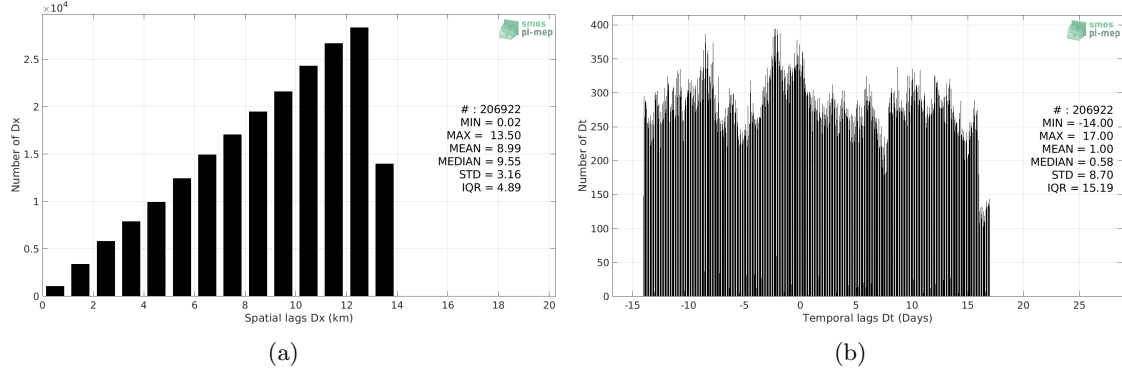 ×10⁴
2.5
2
1.5
1
0.5
0
Number of Dx
0 2 4 6 8 10 12 14 16 18 20
Spatial lags Dx (km)
smos
pi-mep
# : 206922
MIN = 0.02
MAX = 13.50
MEAN = 8.99
MEDIAN = 9.55
STD = 3.16
IQR = 4.89
(a)
400
350
300
250
200
150
100
50
0
Number of Dt
-15 -10 -5 0 5 10 15 20 25
Temporal lags Dt (Days)
smos
pi-mep
# : 206922
MIN = -14.00
MAX = 17.00
MEAN = 1.00
MEDIAN = 0.58
STD = 8.70
IQR = 15.19
(b)